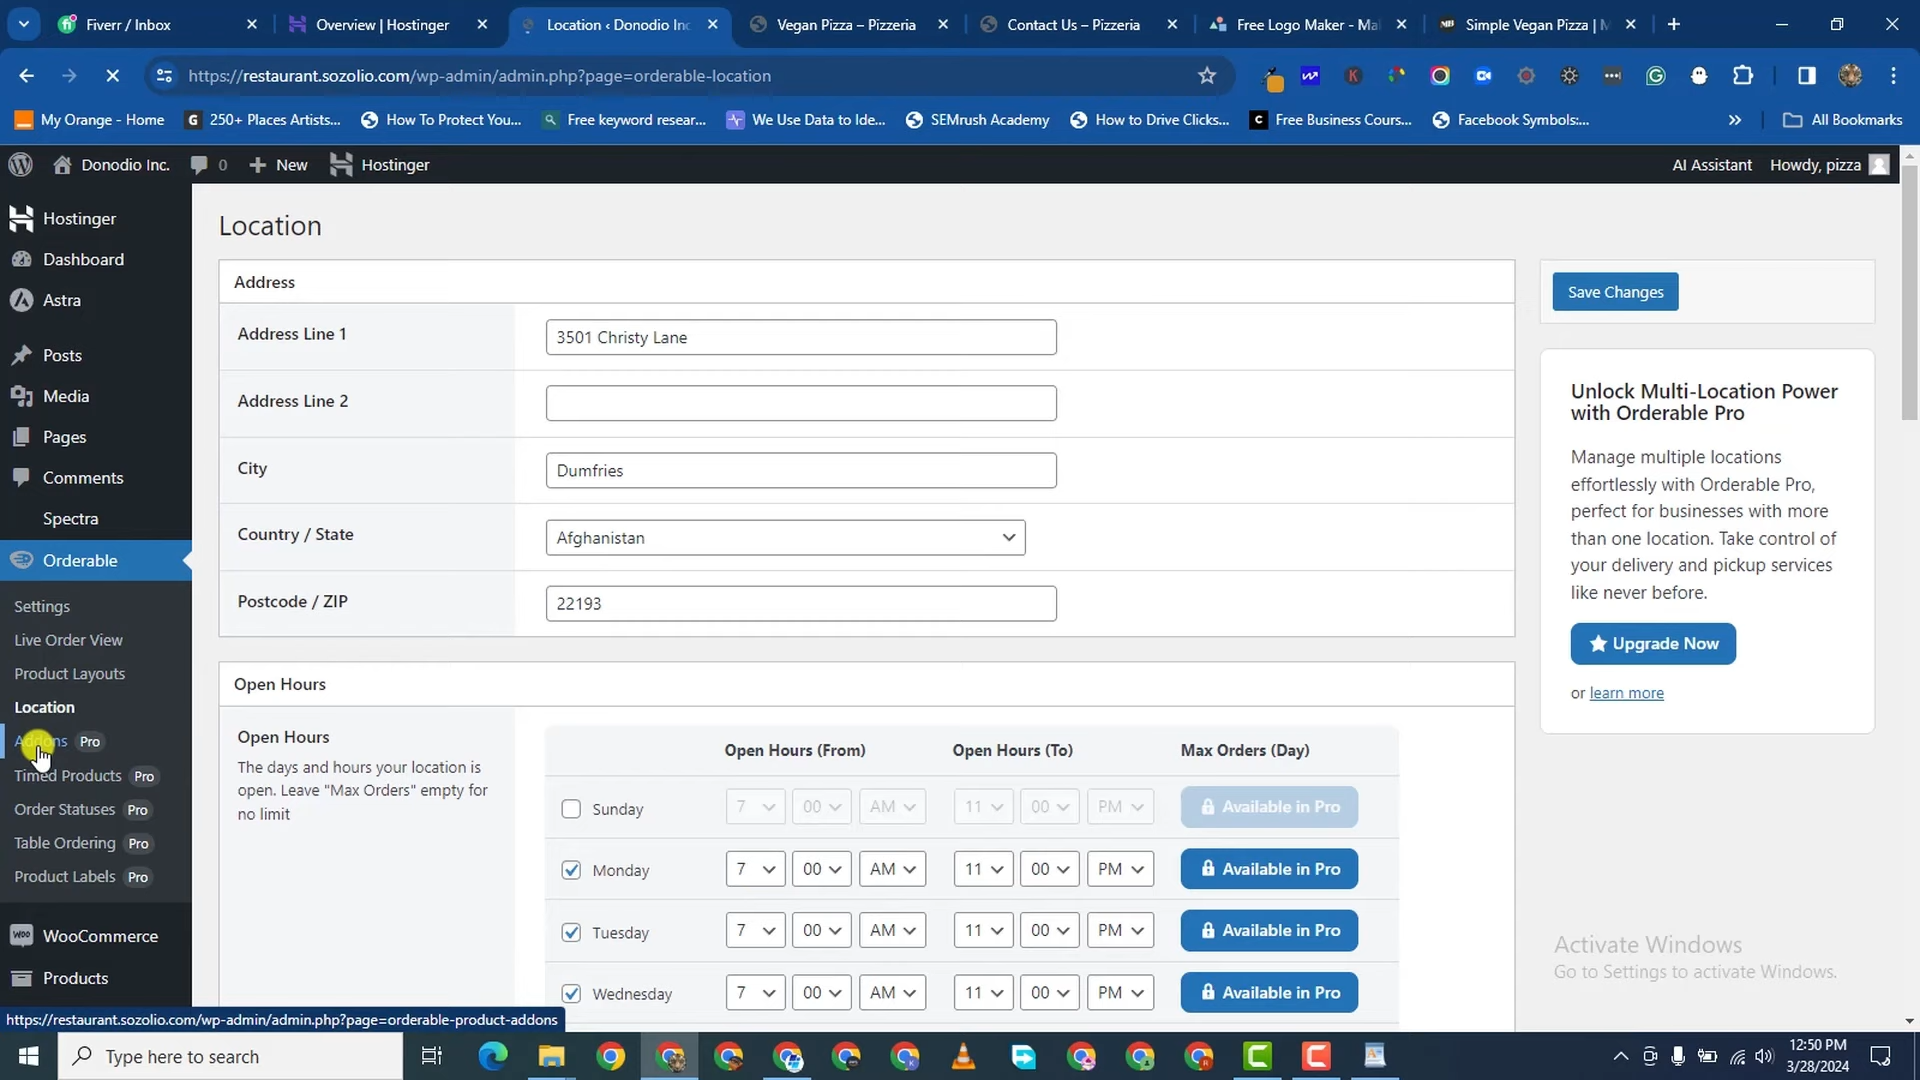 Fiverr / Inbox
Overview | Hostinger
Location ‹ Donodio Inc
Vegan Pizza – Pizzeria
Contact Us – Pizzeria
Free Logo Maker - Ma
Simple Vegan Pizza | 
https://restaurant.sozolio.com/wp-admin/admin.php?page=orderable-location
My Orange - Home
250+ Places Artists...
How To Protect You...
Free keyword resear...
We Use Data to Ide...
SEMrush Academy
How to Drive Clicks...
Free Business Cours...
Facebook Symbols:...
All Bookmarks
Donodio Inc.
0
New
Hostinger
AI Assistant
Howdy, pizza
Hostinger
Dashboard
Astra
Posts
Media
Pages
Comments
Spectra
Orderable
Settings
Live Order View
Product Layouts
Location
Addons Pro
Timed Products Pro
Order Statuses Pro
Table Ordering Pro
Product Labels Pro
WooCommerce
Products
Location
Address
Address Line 1
3501 Christy Lane
Address Line 2
City
Dumfries
Country / State
Afghanistan
Postcode / ZIP
22193
Save Changes
Unlock Multi-Location Power
with Orderable Pro
Manage multiple locations
effortlessly with Orderable Pro,
perfect for businesses with more
than one location. Take control of
your delivery and pickup services
like never before.
Upgrade Now
or learn more
Open Hours
Open Hours
The days and hours your location is
open. Leave "Max Orders" empty for
no limit
Open Hours (From) Open Hours (To) Max Orders (Day)
Sunday 7 00 AM 11 00 PM Available in Pro
Monday 7 00 AM 11 00 PM Available in Pro
Tuesday 7 00 AM 11 00 PM Available in Pro
Wednesday 7 00 AM 11 00 PM Available in Pro
Activate Windows
Go to Settings to activate Windows.
https://restaurant.sozolio.com/wp-admin/admin.php?page=orderable-product-addons
Type here to search
12:50 PM
3/28/2024